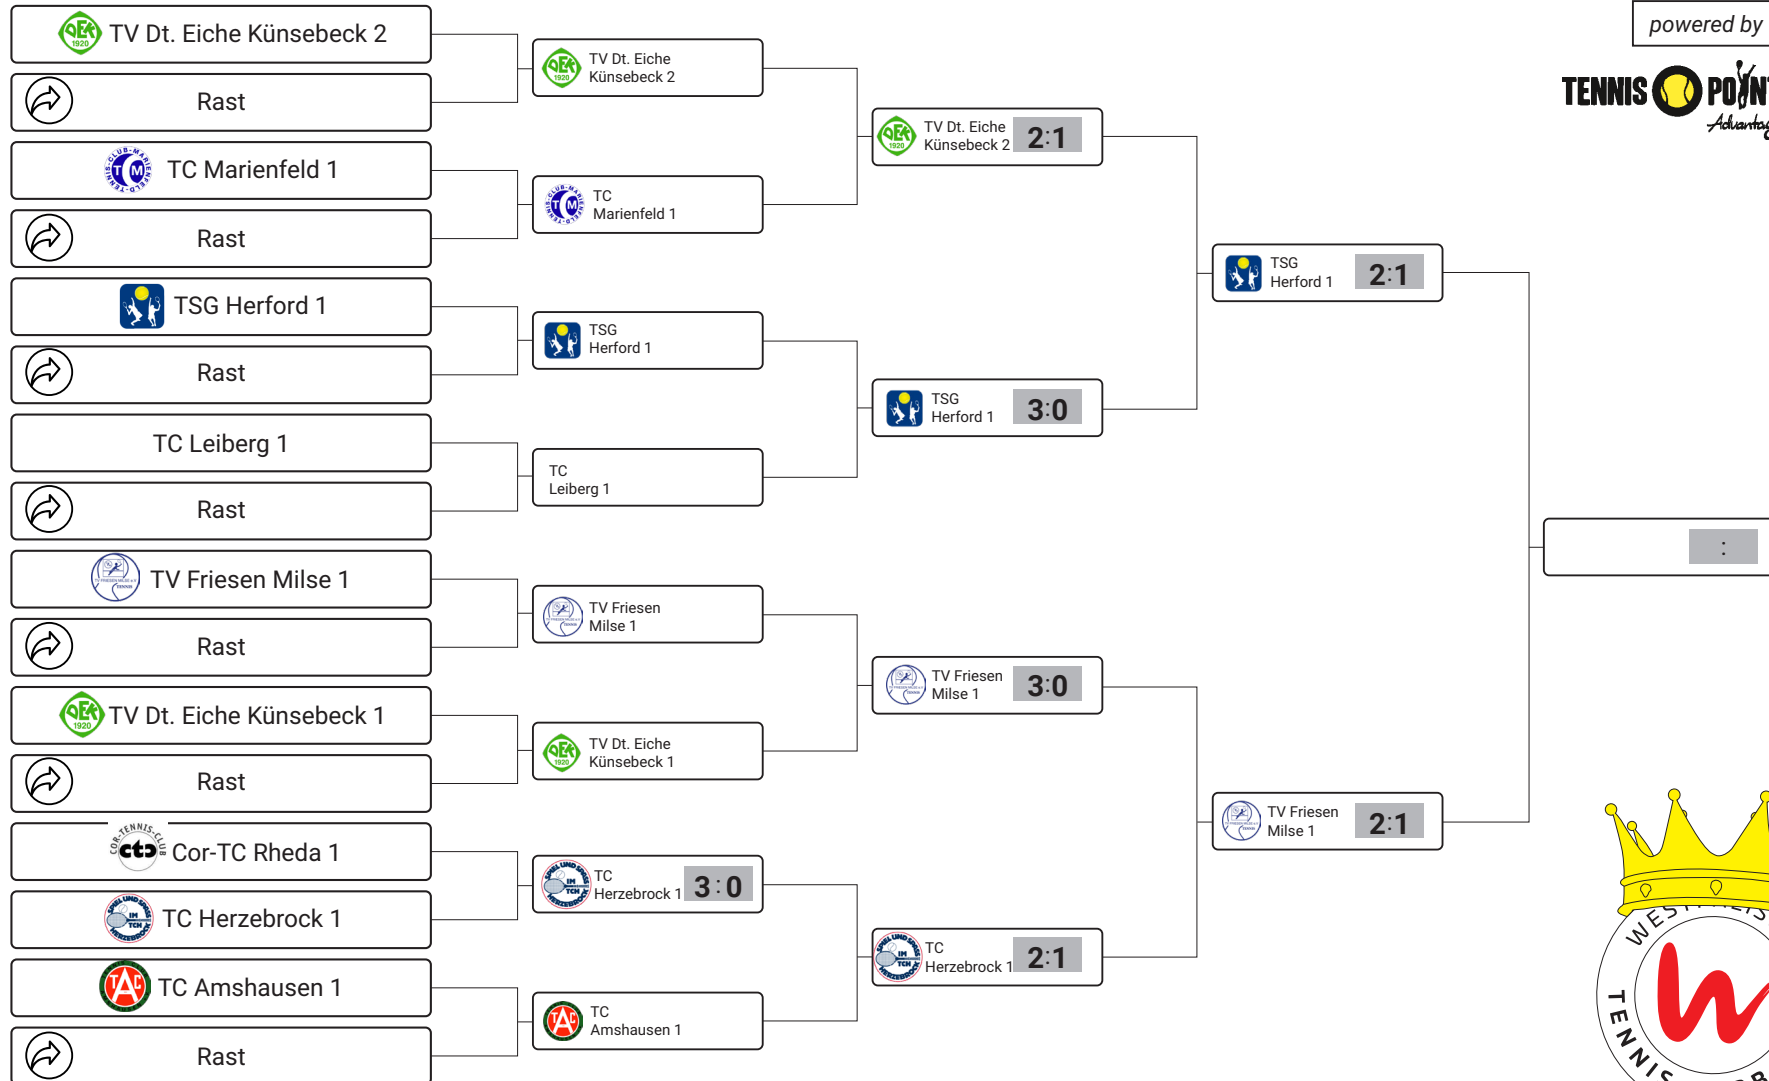 TV Dt. Eiche Künsebeck 2
Rast
TC Marienfeld 1
Rast
TSG Herford 1
Rast
TC Leiberg 1
Rast
TV Friesen Milse 1
Rast
TV Dt. Eiche Künsebeck 1
Rast
Cor-TC Rheda 1
TC Herzebrock 1
TC Amshausen 1
Rast
TV Dt. Eiche
Künsebeck 2
TC
Marienfeld 1
TSG
Herford 1
TC
Leiberg 1
TV Friesen
Milse 1
TV Dt. Eiche
Künsebeck 1
TC
Herzebrock 1
3:0
TC
Amshausen 1
TV Dt. Eiche
Künsebeck 2
2:1
TSG
Herford 1
3:0
TV Friesen
Milse 1
3:0
TC
Herzebrock 1
2:1
TSG
Herford 1
2:1
TV Friesen
Milse 1
2:1
:
powered by
TENNIS POINT